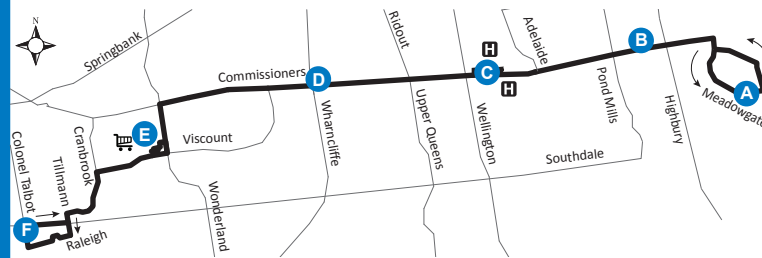 N
Springbank
Ridout
Adelaide
H
B
Commissioners
D
C
H
A
Pond Mills
Highbury
Meadowgate
Colonel Talbot
Tillmann
Cranbrook
E
Viscount
Wharncliffe
Upper Queens
Wellington
Southdale
Wonderland
F
Raleigh